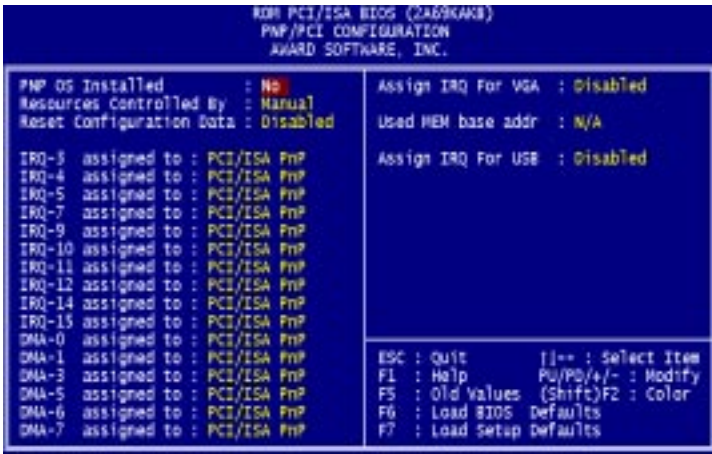 ROM PCI/ISA BIOS (2A69KAKB)
PNP/PCI CONFIGURATION
AWARD SOFTWARE, INC.
PNP OS Installed : No
Resources Controlled By : Manual
Reset Configuration Data : Disabled
IRQ-3 assigned to : PCI/ISA PnP
IRQ-4 assigned to : PCI/ISA PnP
IRQ-5 assigned to : PCI/ISA PnP
IRQ-7 assigned to : PCI/ISA PnP
IRQ-9 assigned to : PCI/ISA PnP
IRQ-10 assigned to : PCI/ISA PnP
IRQ-11 assigned to : PCI/ISA PnP
IRQ-12 assigned to : PCI/ISA PnP
IRQ-14 assigned to : PCI/ISA PnP
IRQ-15 assigned to : PCI/ISA PnP
DMA-0 assigned to : PCI/ISA PnP
DMA-1 assigned to : PCI/ISA PnP
DMA-3 assigned to : PCI/ISA PnP
DMA-5 assigned to : PCI/ISA PnP
DMA-6 assigned to : PCI/ISA PnP
DMA-7 assigned to : PCI/ISA PnP
Assign IRQ For VGA : Disabled
Used MEM base addr : N/A
Assign IRQ For USB : Disabled
ESC : Quit ↑↓→← : Select Item
F1 : Help PU/PD/+/- : Modify
F5 : Old Values (Shift)F2 : Color
F6 : Load BIOS Defaults
F7 : Load Setup Defaults